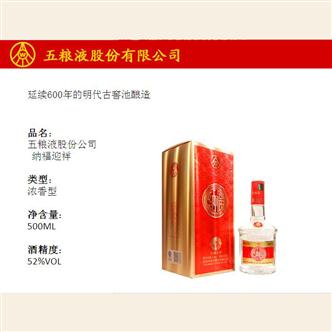 五粮液股份有限公司
延续600年的明代古窖池酿造
品名：
五粮液股份公司
纳福迎祥
类型：
浓香型
净含量：
500ML
酒精度：
52%VOL